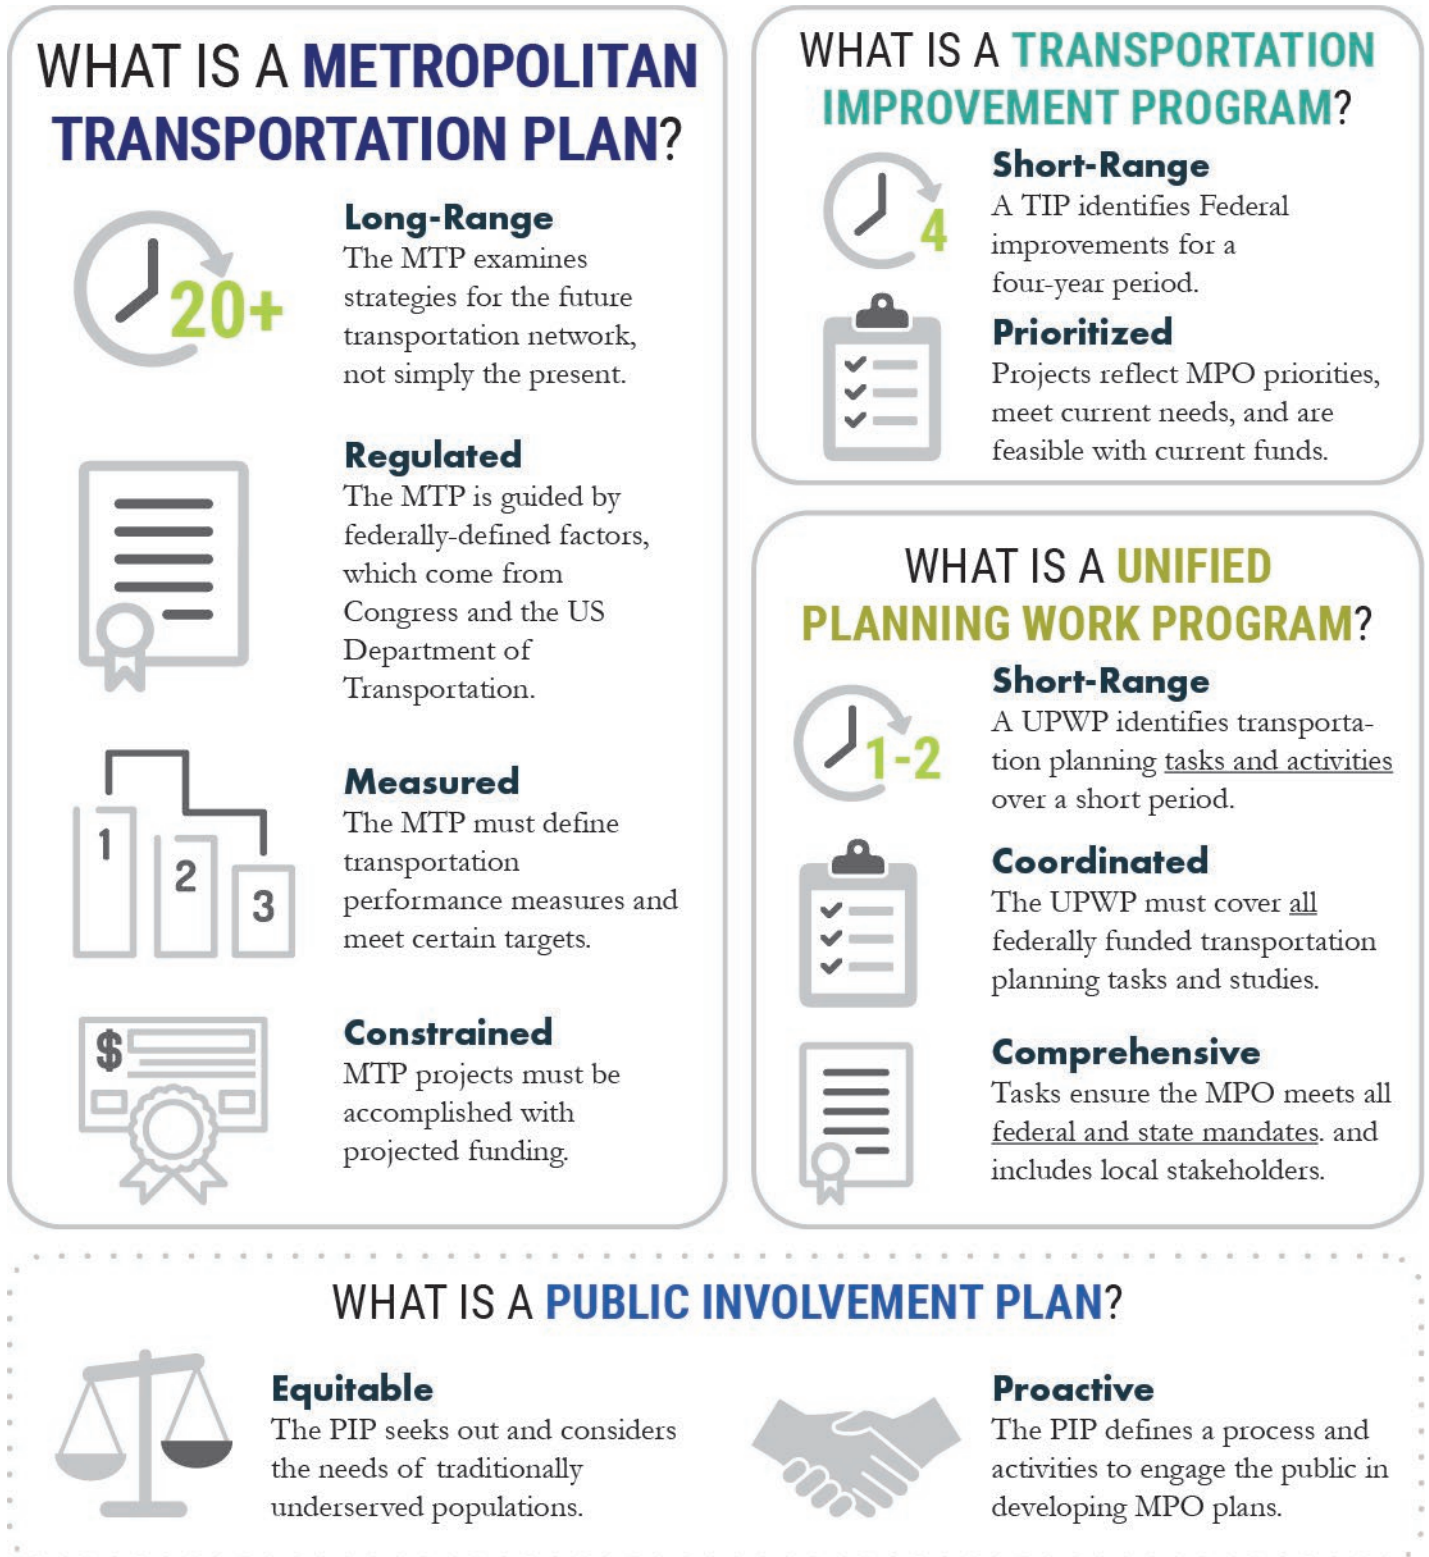 WHAT IS A METROPOLITAN
TRANSPORTATION PLAN?
20+
Long-Range
The MTP examines
strategies for the future
transportation network,
not simply the present.
Regulated
The MTP is guided by
federally-defined factors,
which come from
Congress and the US
Department of
Transportation.
1
2
3
Measured
The MTP must define
transportation
performance measures and
meet certain targets.
$
Constrained
MTP projects must be
accomplished with
projected funding.
WHAT IS A TRANSPORTATION
IMPROVEMENT PROGRAM?
4
Short-Range
A TIP identifies Federal
improvements for a
four-year period.
Prioritized
Projects reflect MPO priorities,
meet current needs, and are
feasible with current funds.
WHAT IS A UNIFIED
PLANNING WORK PROGRAM?
1-2
Short-Range
A UPWP identifies transporta-
tion planning tasks and activities
over a short period.
Coordinated
The UPWP must cover all
federally funded transportation
planning tasks and studies.
Comprehensive
Tasks ensure the MPO meets all
federal and state mandates. and
includes local stakeholders.
WHAT IS A PUBLIC INVOLVEMENT PLAN?
Equitable
The PIP seeks out and considers
the needs of traditionally
underserved populations.
Proactive
The PIP defines a process and
activities to engage the public in
developing MPO plans.